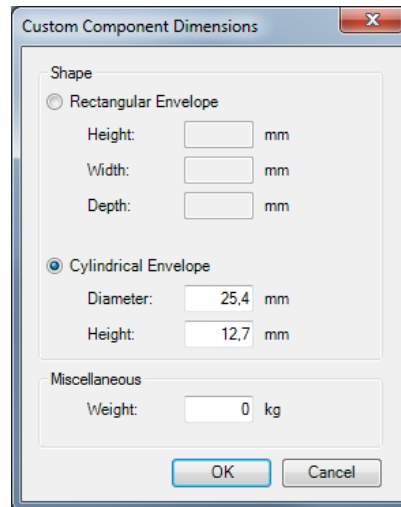 Custom Component Dimensions
Shape
Rectangular Envelope
Height: mm
Width: mm
Depth: mm
Cylindrical Envelope
Diameter: 25,4 mm
Height: 12,7 mm
Miscellaneous
Weight: 0 kg
OK Cancel